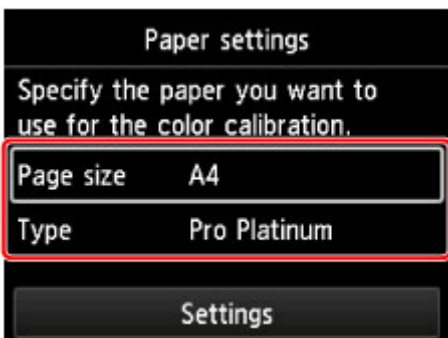 Paper settings
Specify the paper you want to
use for the color calibration.
Page size A4
Type Pro Platinum
Settings